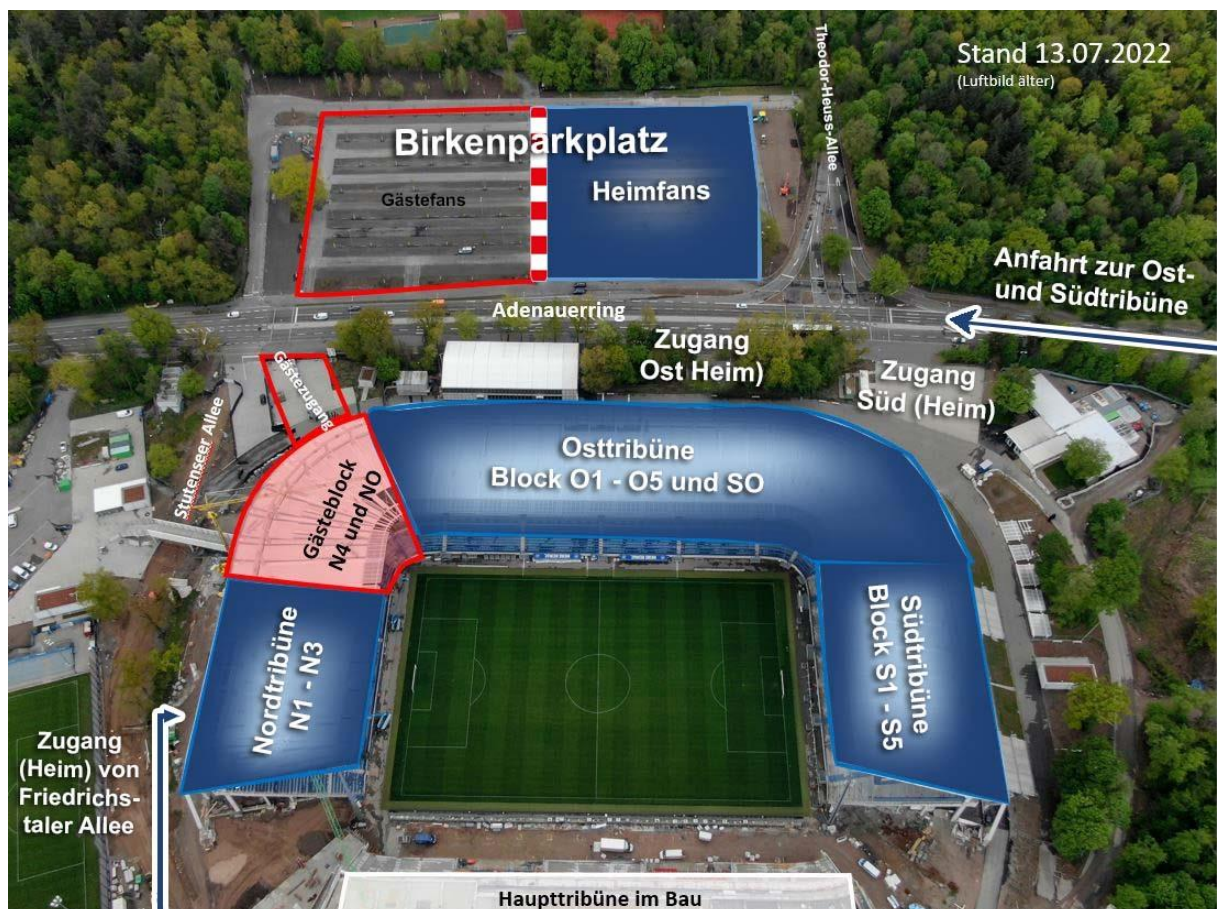 Stand 13.07.2022
(Luftbild älter)
Theodor-Heuss-Allee
Birkenparkplatz
Gästefans
Heimfans
Anfahrt zur Ost-
und Südtribüne
Adenauerring
Zugang
Ost Heim)
Zugang
Süd (Heim)
Gästezugang
Stutenseer Allee
Osttribüne
Block O1 - O5 und SO
Gästeblock
N4 und NO
Nordtribüne
N1 - N3
Südtribüne
Block S1 - S5
Zugang
(Heim) von
Friedrichs-
taler Allee
Haupttribüne im Bau